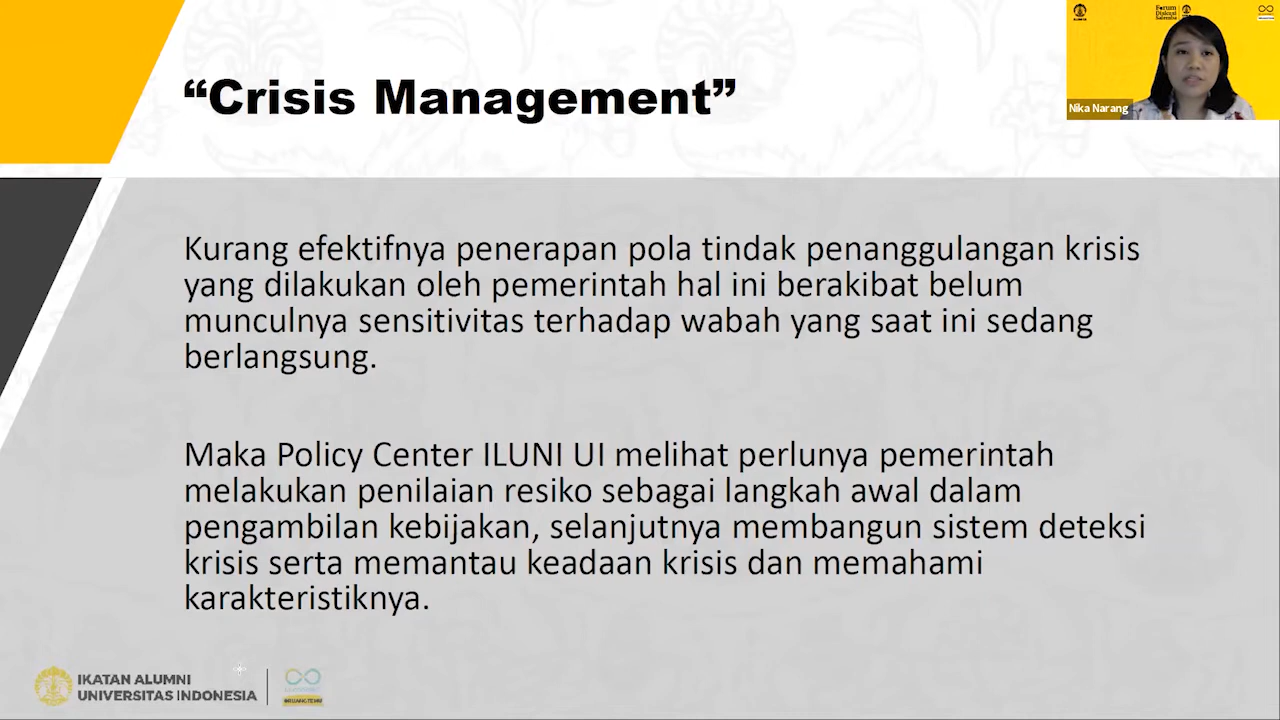 “Crisis Management”
Forum
Diskusi
Salemba
Nika Narang
Kurang efektifnya penerapan pola tindak penanggulangan krisis
yang dilakukan oleh pemerintah hal ini berakibat belum
munculnya sensitivitas terhadap wabah yang saat ini sedang
berlangsung.
Maka Policy Center ILUNI UI melihat perlunya pemerintah
melakukan penilaian resiko sebagai langkah awal dalam
pengambilan kebijakan, selanjutnya membangun sistem deteksi
krisis serta memantau keadaan krisis dan memahami
karakteristiknya.
IKATAN ALUMNI
UNIVERSITAS INDONESIA
#RUANGTEMU